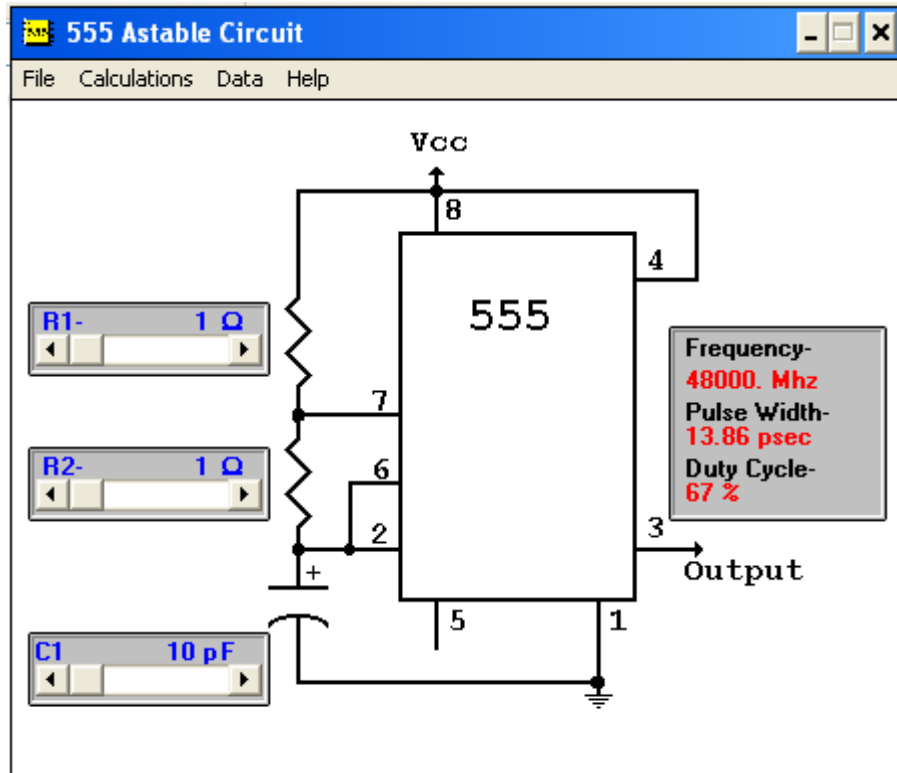 555 Astable Circuit
File Calculations Data Help
Vcc
8
4
555
R1- 1 Ω
Frequency-
48000. Mhz
Pulse Width-
13.86 psec
Duty Cycle-
67 %
7
R2- 1 Ω
6
2
3
Output
+
5
1
C1 10 pF